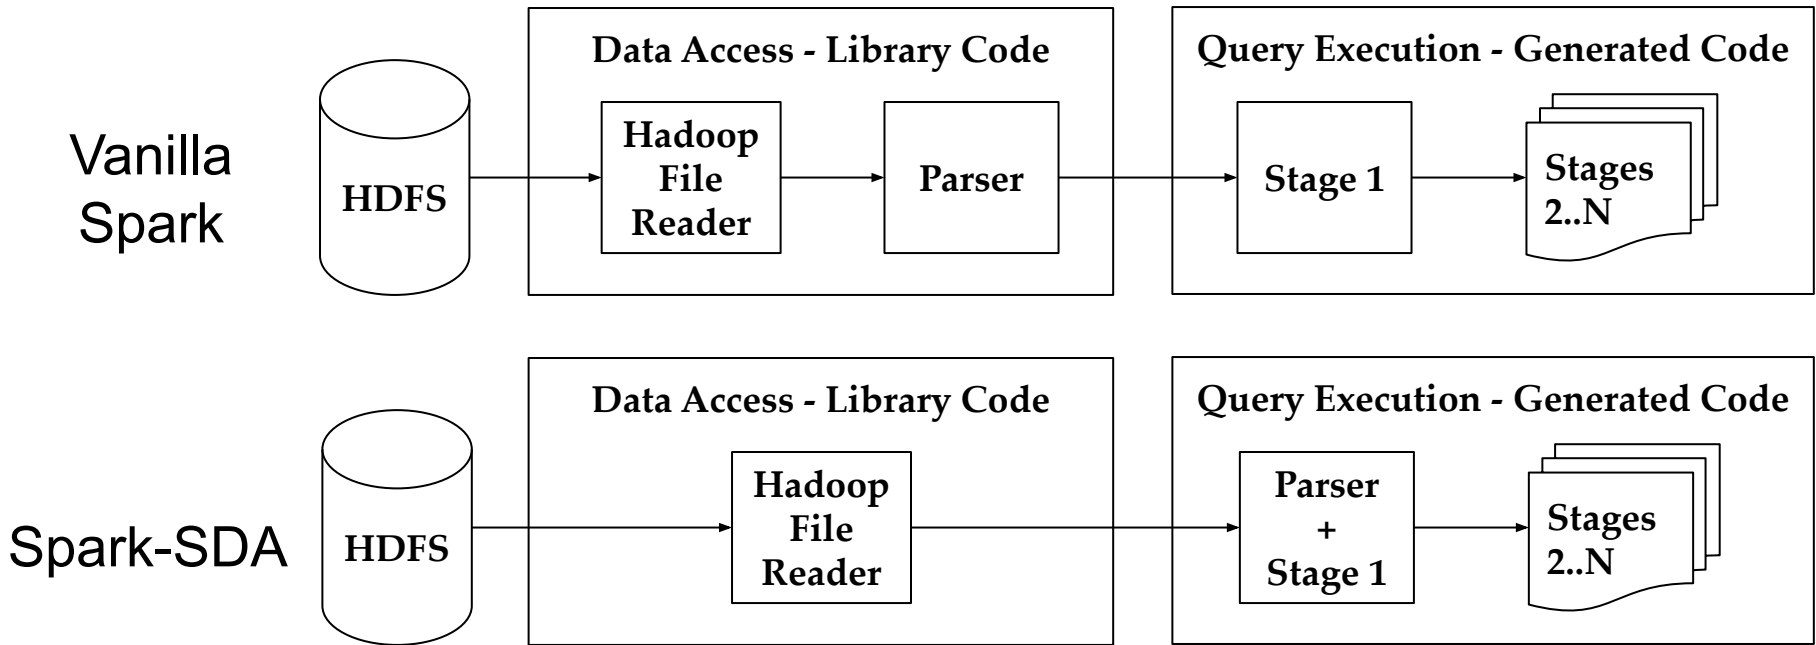 Vanilla
Spark
HDFS
Data Access - Library Code
Hadoop
File
Reader
Parser
Query Execution - Generated Code
Stage 1
Stages
2..N
Spark-SDA
HDFS
Data Access - Library Code
Hadoop
File
Reader
Query Execution - Generated Code
Parser
+
Stage 1
Stages
2..N